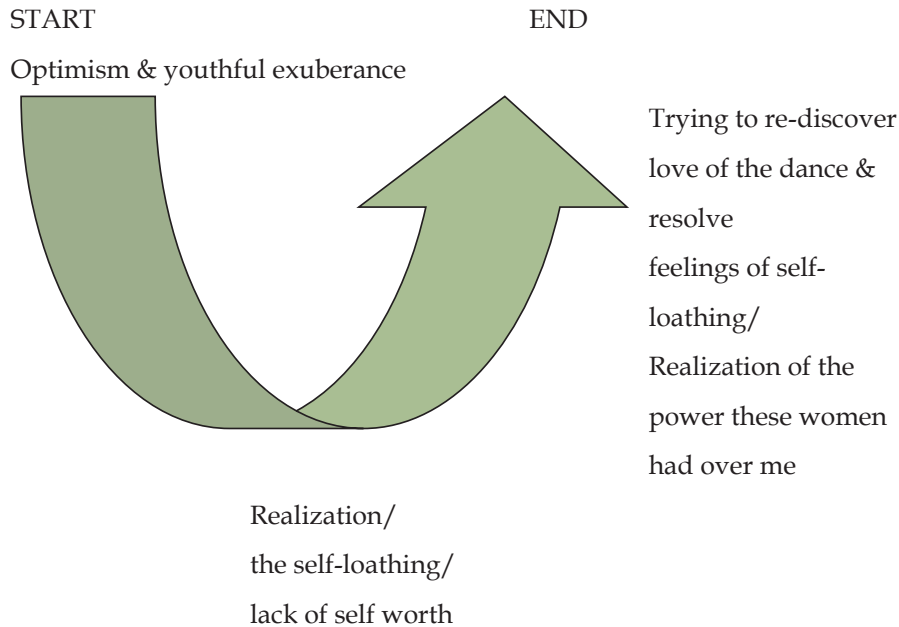 START
END
Optimism & youthful exuberance
Trying to re-discover
love of the dance &
resolve
feelings of self-
loathing/
Realization of the
power these women
had over me
Realization/
the self-loathing/
lack of self worth